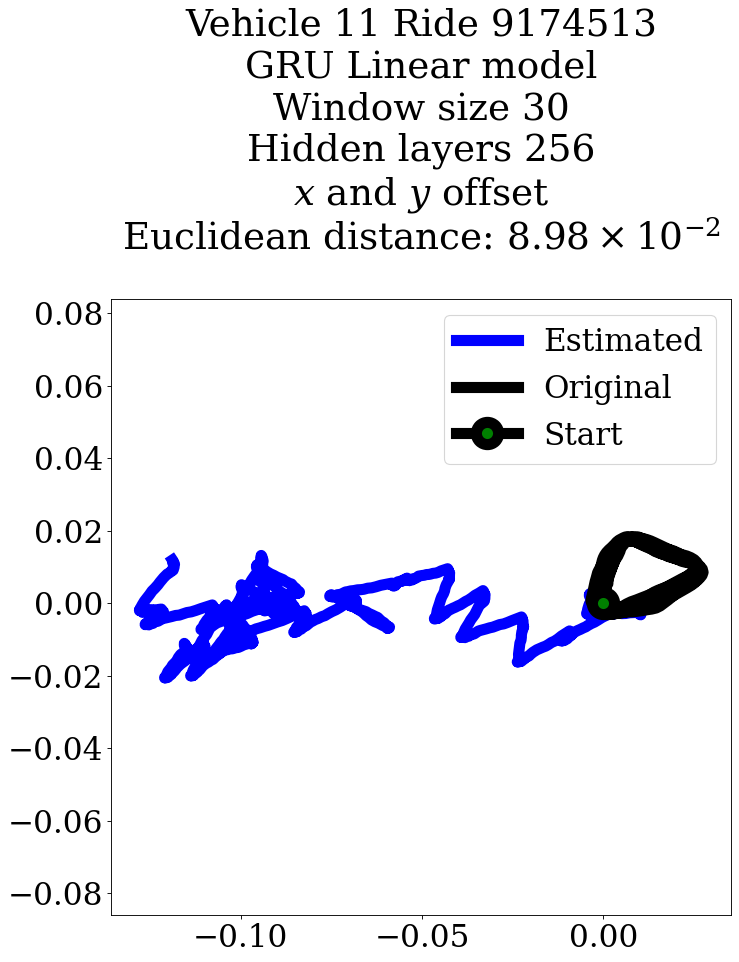 Vehicle 11 Ride 9174513
GRU Linear model
Window size 30
Hidden layers 256
x and y offset
Euclidean distance: 8.98 × 10⁻²
Estimated
Original
Start
0.08
0.06
0.04
0.02
0.00
−0.02
−0.04
−0.06
−0.08
−0.10
−0.05
0.00